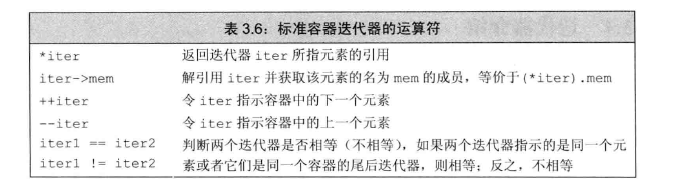 表 3.6：标准容器迭代器的运算符
*iter 返回迭代器 iter 所指元素的引用
iter->mem 解引用 iter 并获取该元素的名为 mem 的成员，等价于(*iter).mem
++iter 令 iter 指示容器中的下一个元素
--iter 令 iter 指示容器中的上一个元素
iter1 == iter2 判断两个迭代器是否相等（不相等），如果两个迭代器指示的是同一个元
iter1 != iter2 素或者它们是同一个容器的尾后迭代器，则相等；反之，不相等